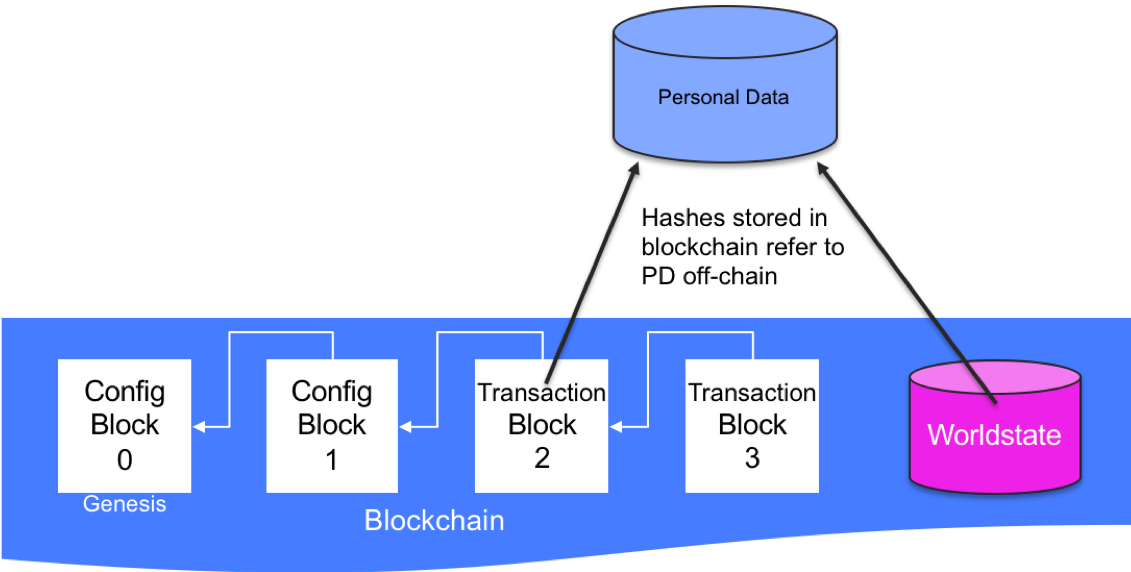 Personal Data
Hashes stored in
blockchain refer to
PD off-chain
Config
Block
0
Genesis
Config
Block
1
Transaction
Block
2
Transaction
Block
3
Worldstate
Blockchain